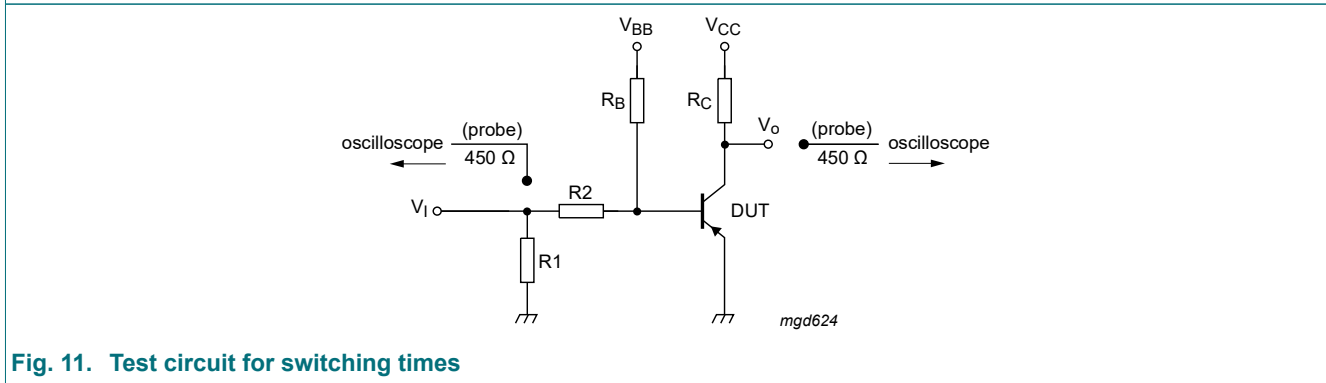 VBB
VCC
RB
RC
Vo
oscilloscope
(probe)
450 Ω
(probe)
450 Ω
oscilloscope
R2
VI
DUT
R1
mgd624
Fig. 11. Test circuit for switching times